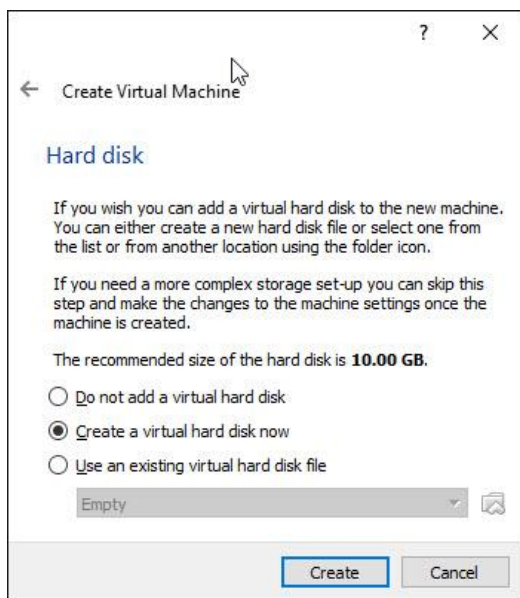 ?
Create Virtual Machine
Hard disk
If you wish you can add a virtual hard disk to the new machine.
You can either create a new hard disk file or select one from
the list or from another location using the folder icon.
If you need a more complex storage set-up you can skip this
step and make the changes to the machine settings once the
machine is created.
The recommended size of the hard disk is 10.00 GB.
Do not add a virtual hard disk
Create a virtual hard disk now
Use an existing virtual hard disk file
Empty
Create Cancel